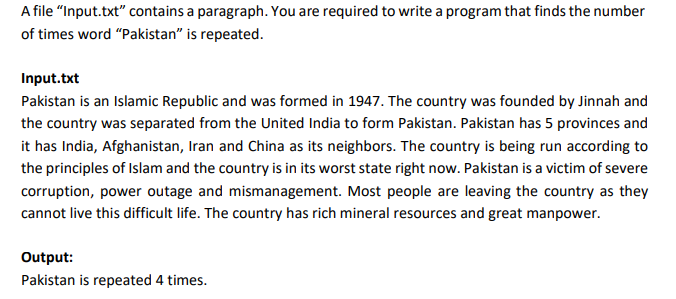 A file “Input.txt” contains a paragraph. You are required to write a program that finds the number
of times word “Pakistan” is repeated.
Input.txt
Pakistan is an Islamic Republic and was formed in 1947. The country was founded by Jinnah and
the country was separated from the United India to form Pakistan. Pakistan has 5 provinces and
it has India, Afghanistan, Iran and China as its neighbors. The country is being run according to
the principles of Islam and the country is in its worst state right now. Pakistan is a victim of severe
corruption, power outage and mismanagement. Most people are leaving the country as they
cannot live this difficult life. The country has rich mineral resources and great manpower.
Output:
Pakistan is repeated 4 times.